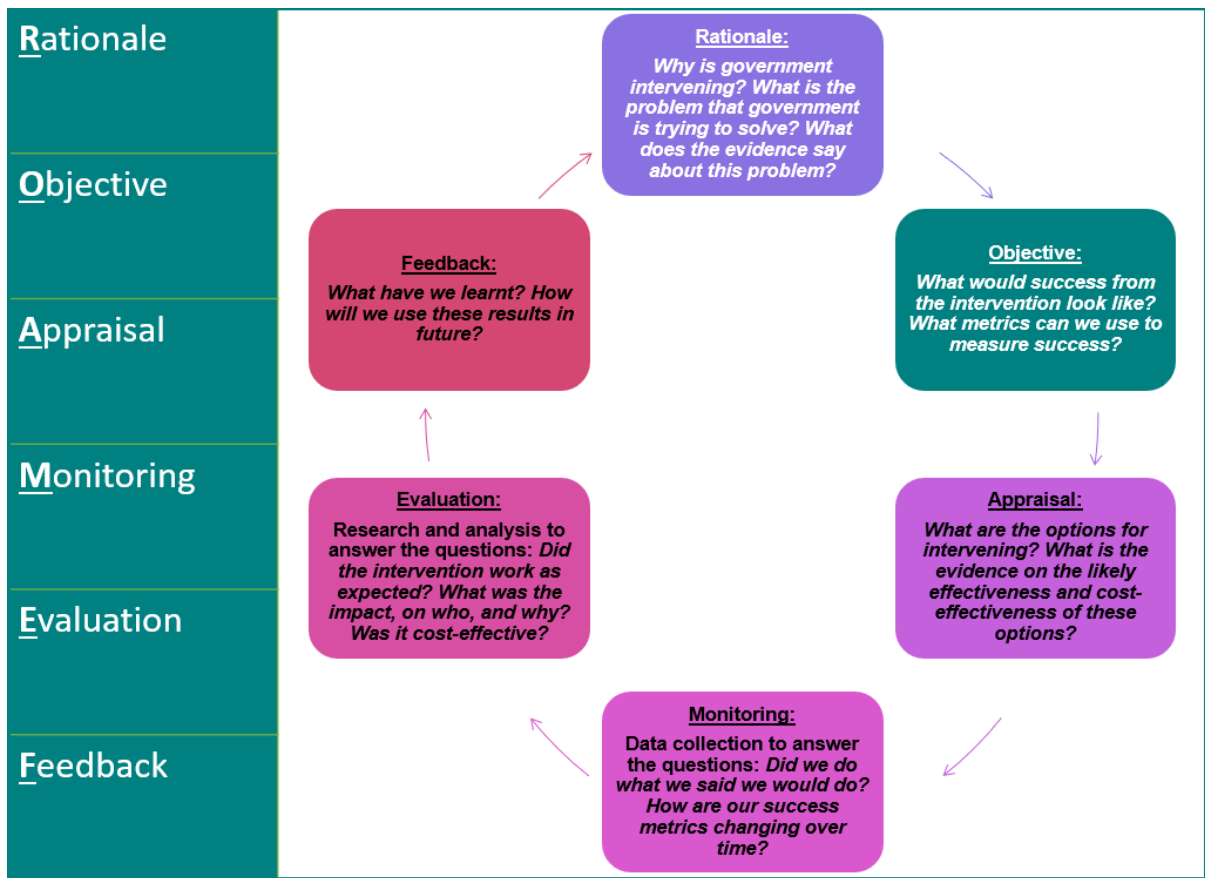 Rationale
Objective
Appraisal
Monitoring
Evaluation
Feedback
Rationale:
Why is government
intervening? What is the
problem that government
is trying to solve? What
does the evidence say
about this problem?
Objective:
What would success from
the intervention look like?
What metrics can we use to
measure success?
Appraisal:
What are the options for
intervening? What is the
evidence on the likely
effectiveness and cost-
effectiveness of these
options?
Monitoring:
Data collection to answer
the questions: Did we do
what we said we would do?
How are our success
metrics changing over
time?
Evaluation:
Research and analysis to
answer the questions: Did
the intervention work as
expected? What was the
impact, on who, and why?
Was it cost-effective?
Feedback:
What have we learnt? How
will we use these results in
future?